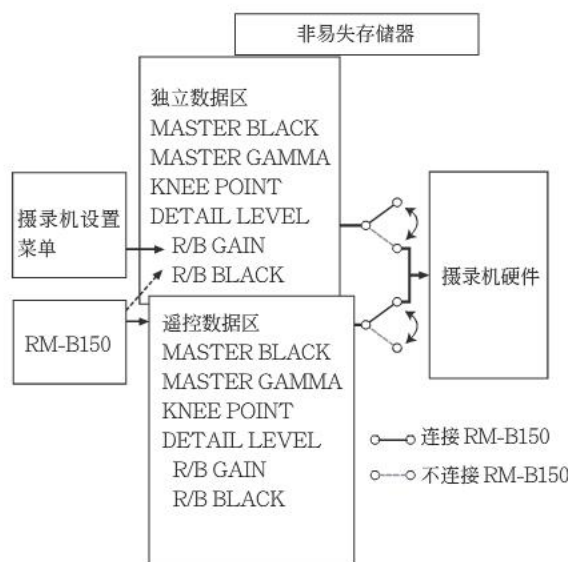 非易失存储器
独立数据区
MASTER BLACK
MASTER GAMMA
KNEE POINT
DETAIL LEVEL
R/B GAIN
R/B BLACK
摄录机设置
菜单
RM-B150
遥控数据区
MASTER BLACK
MASTER GAMMA
KNEE POINT
DETAIL LEVEL
R/B GAIN
R/B BLACK
摄录机硬件
连接 RM-B150
不连接 RM-B150